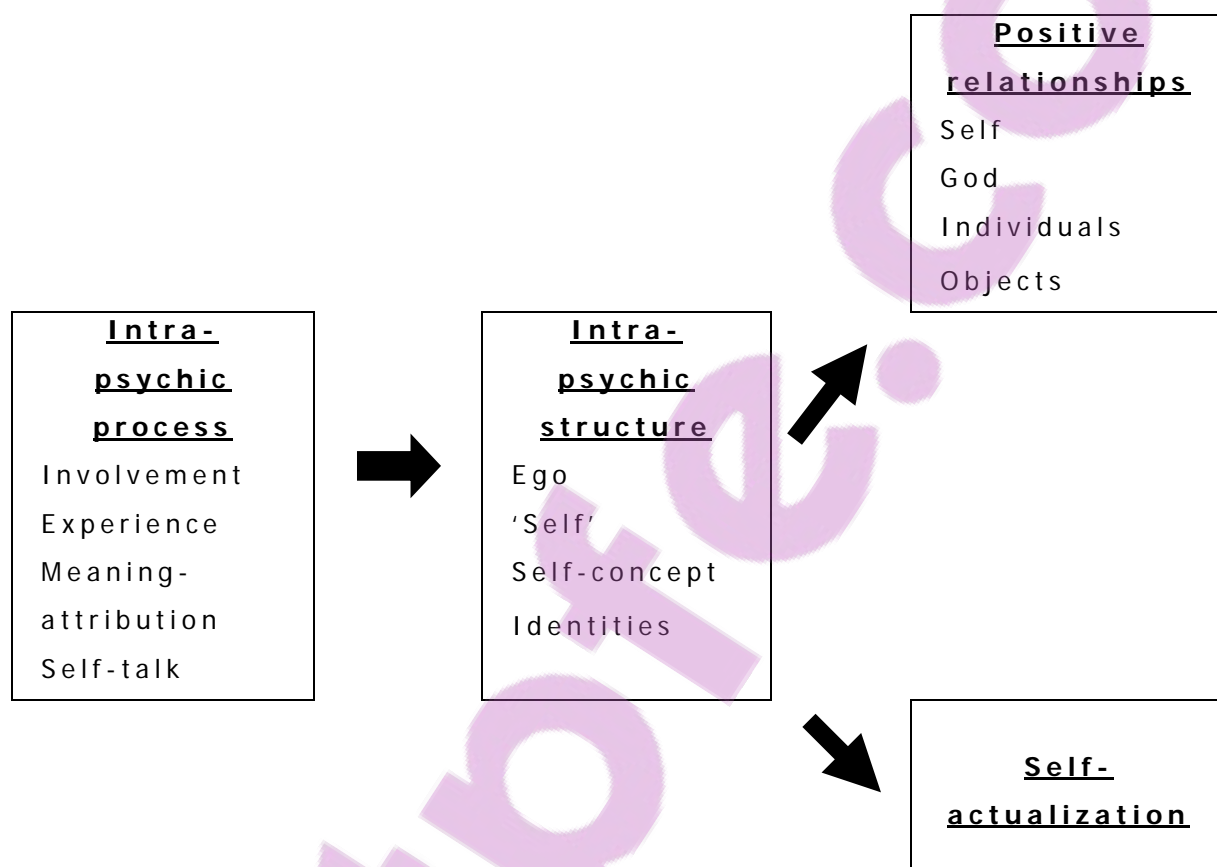 Positive
relationships
Self
God
Individuals
Objects
Intra-
psychic
process
Involvement
Experience
Meaning-
attribution
Self-talk
Intra-
psychic
structure
Ego
‘Self’
Self-concept
Identities
Self-
actualization